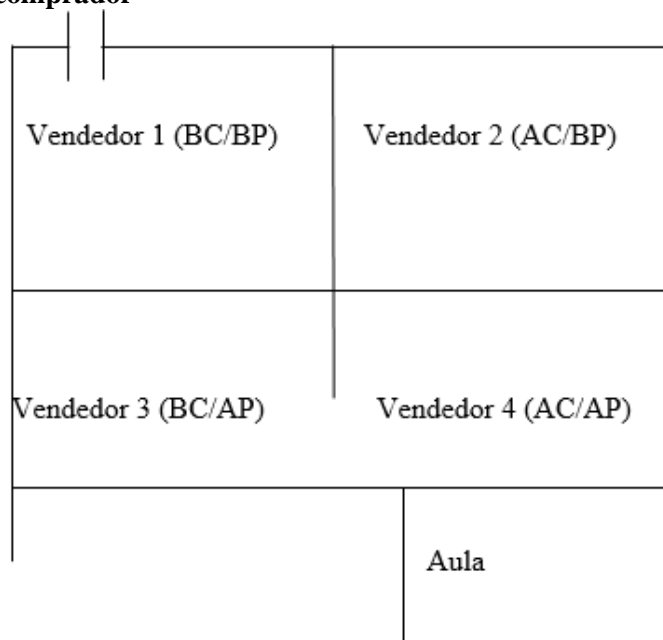 comprador
Vendedor 1 (BC/BP)
Vendedor 2 (AC/BP)
Vendedor 3 (BC/AP)
Vendedor 4 (AC/AP)
Aula